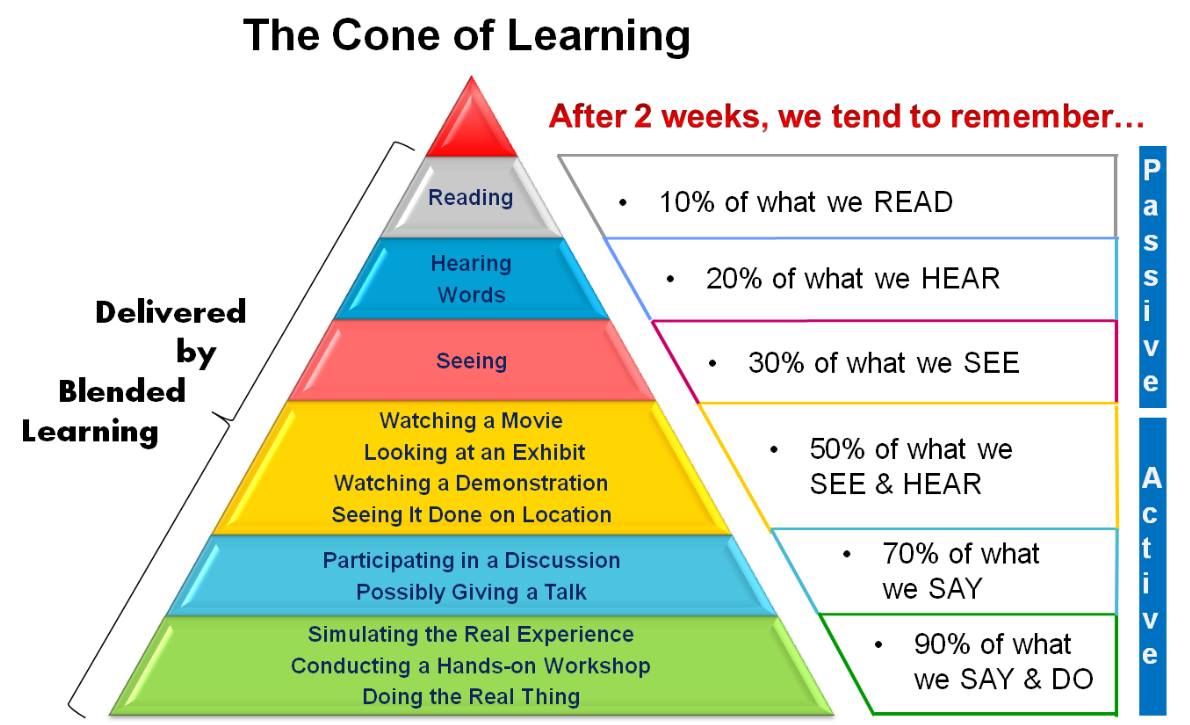 The Cone of Learning
After 2 weeks, we tend to remember…
Delivered
by
Blended
Learning
Reading
Hearing
Words
Seeing
Watching a Movie
Looking at an Exhibit
Watching a Demonstration
Seeing It Done on Location
Participating in a Discussion
Possibly Giving a Talk
Simulating the Real Experience
Conducting a Hands-on Workshop
Doing the Real Thing
• 10% of what we READ
• 20% of what we HEAR
• 30% of what we SEE
• 50% of what we
SEE & HEAR
• 70% of what
we SAY
• 90% of what
we SAY & DO
Passive
Active